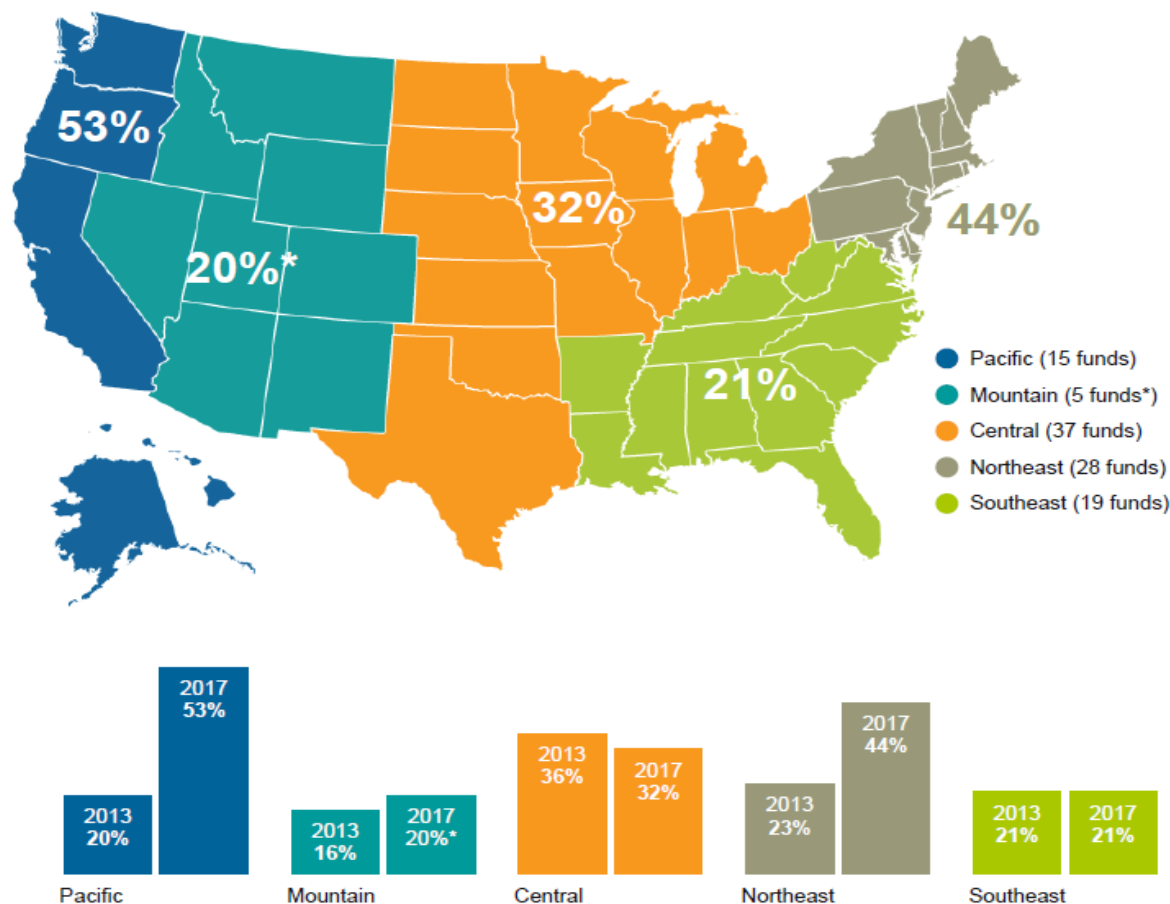 53%
20%*
32%
44%
21%
Pacific (15 funds)
Mountain (5 funds*)
Central (37 funds)
Northeast (28 funds)
Southeast (19 funds)
2013
20%
2017
53%
Pacific
2013
16%
2017
20%*
Mountain
2013
36%
2017
32%
Central
2013
23%
2017
44%
Northeast
2013
21%
2017
21%
Southeast